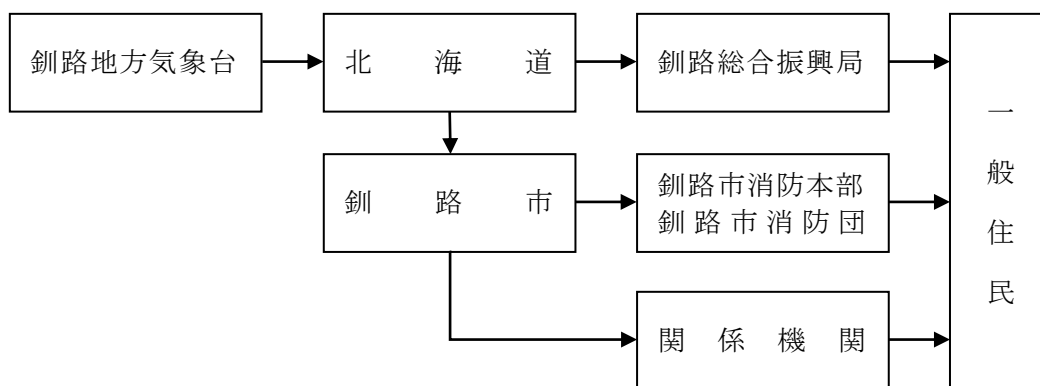 釧路地方気象台
北海道
釧路総合振興局
一般住民
釧路市
釧路市消防本部
釧路市消防団
関係機関